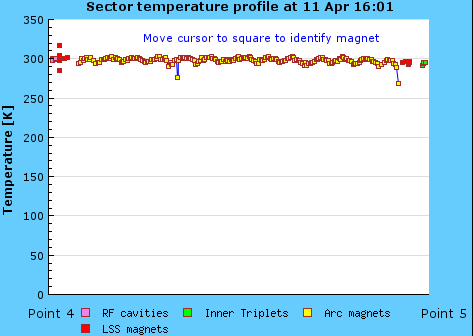 Sector temperature profile at 11 Apr 16:01
Move cursor to square to identify magnet
Temperature [K]
350
300
250
200
150
100
50
0
Point 4
Point 5
RF cavities
Inner Triplets
Arc magnets
LSS magnets